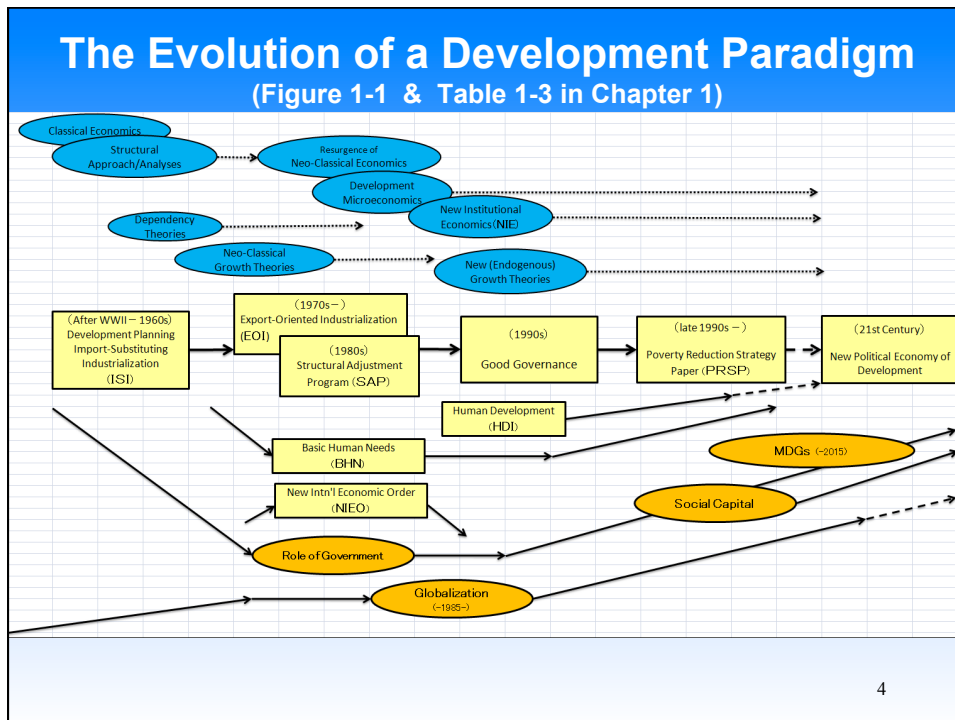 The Evolution of a Development Paradigm
(Figure 1-1 & Table 1-3 in Chapter 1)
Classical Economics
Structural
Approach/Analyses
Resurgence of
Neo-Classical Economics
Development
Microeconomics
New Institutional
Economics(NIE)
Dependency
Theories
Neo-Classical
Growth Theories
New (Endogenous)
Growth Theories
(After WWII－1960s)
Development Planning
Import-Substituting
Industrialization
(ISI)
(1970s－)
Export-Oriented Industrialization
(EOI)
(1980s)
Structural Adjustment
Program (SAP)
(1990s)
Good Governance
(late 1990s －)
Poverty Reduction Strategy
Paper (PRSP)
(21st Century)
New Political Economy of
Development
Human Development
(HDI)
Basic Human Needs
(BHN)
New Intn'l Economic Order
(NIEO)
MDGs (-2015)
Social Capital
Role of Government
Globalization
(-1985-)
4